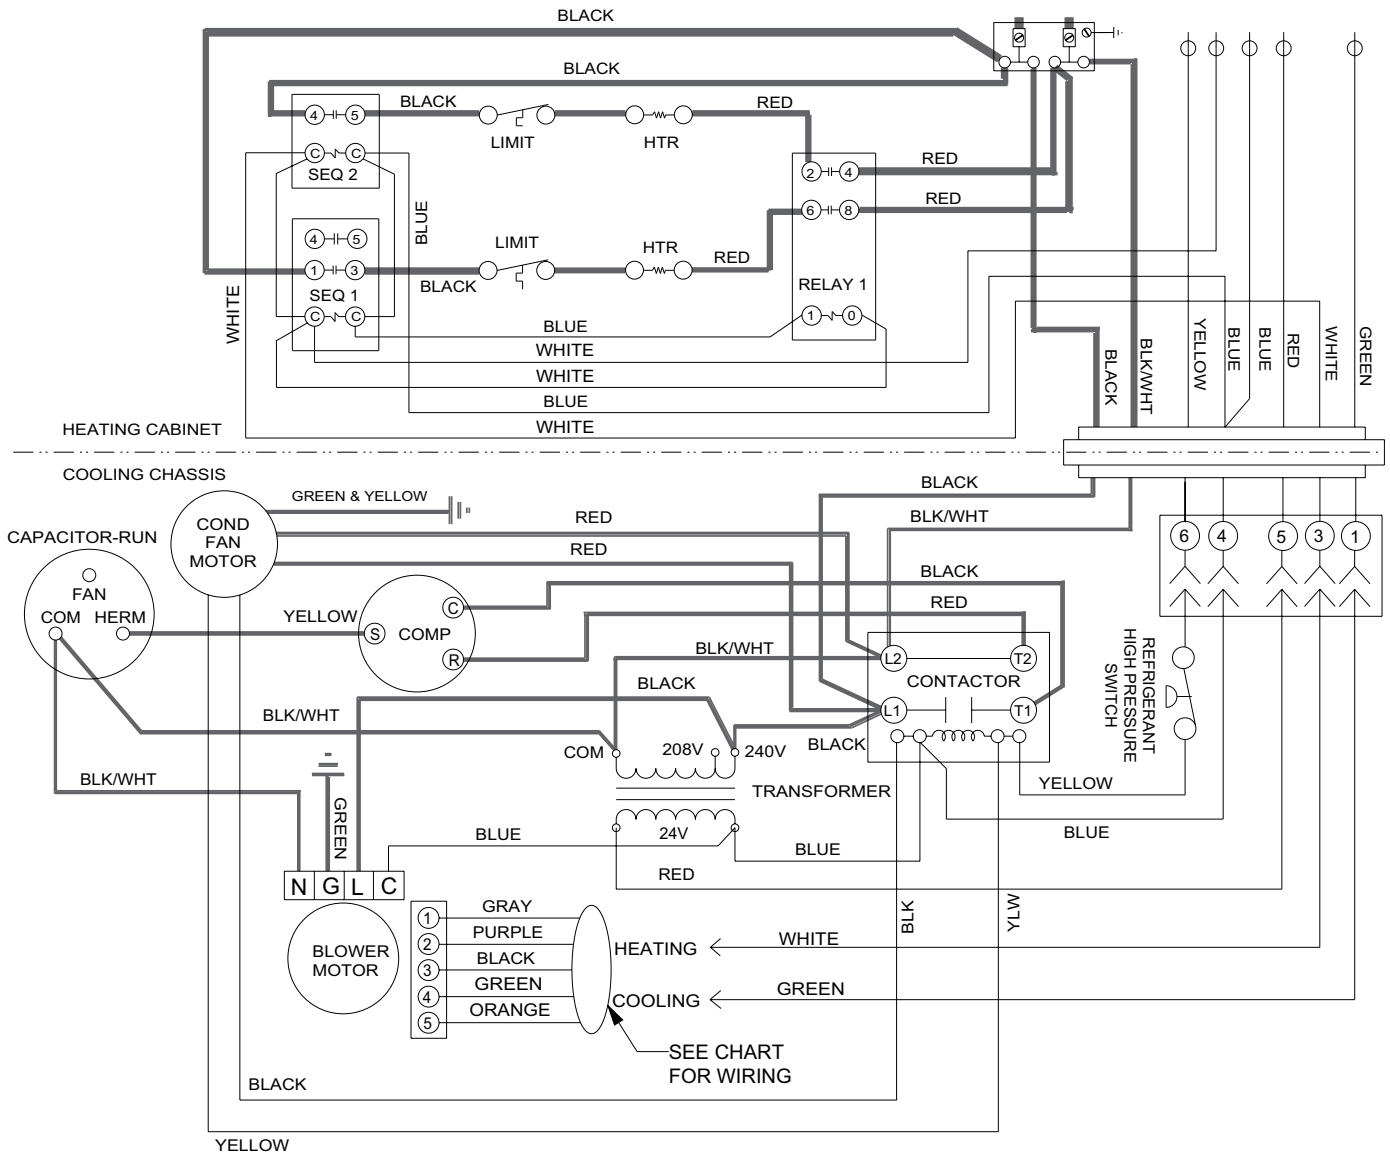 BLACK
BLACK
BLACK
RED
4
5
LIMIT
HTR
C
C
SEQ 2
2
4
RED
6
8
RED
BLUE
4
5
LIMIT
HTR
RED
1
3
BLACK
SEQ 1
C
C
RELAY 1
1
0
WHITE
BLUE
WHITE
WHITE
BLUE
WHITE
BLACK
BLK/WHT
YELLOW
BLUE
BLUE
RED
WHITE
GREEN
HEATING CABINET
COOLING CHASSIS
GREEN & YELLOW
BLACK
COND
FAN
MOTOR
RED
BLK/WHT
CAPACITOR-RUN
RED
6
4
5
3
1
FAN
COM
HERM
YELLOW
S
COMP
C
R
BLACK
RED
BLK/WHT
L2
T2
CONTACTOR
BLACK
L1
T1
REFRIGERANT
HIGH PRESSURE
SWITCH
BLK/WHT
BLACK
COM
208V
240V
BLK/WHT
YELLOW
TRANSFORMER
GREEN
24V
BLUE
BLUE
BLUE
RED
N
G
L
C
BLOWER
MOTOR
1
GRAY
2
PURPLE
3
BLACK
4
GREEN
5
ORANGE
BLK
YLW
HEATING
WHITE
COOLING
GREEN
SEE CHART
FOR WIRING
BLACK
YELLOW